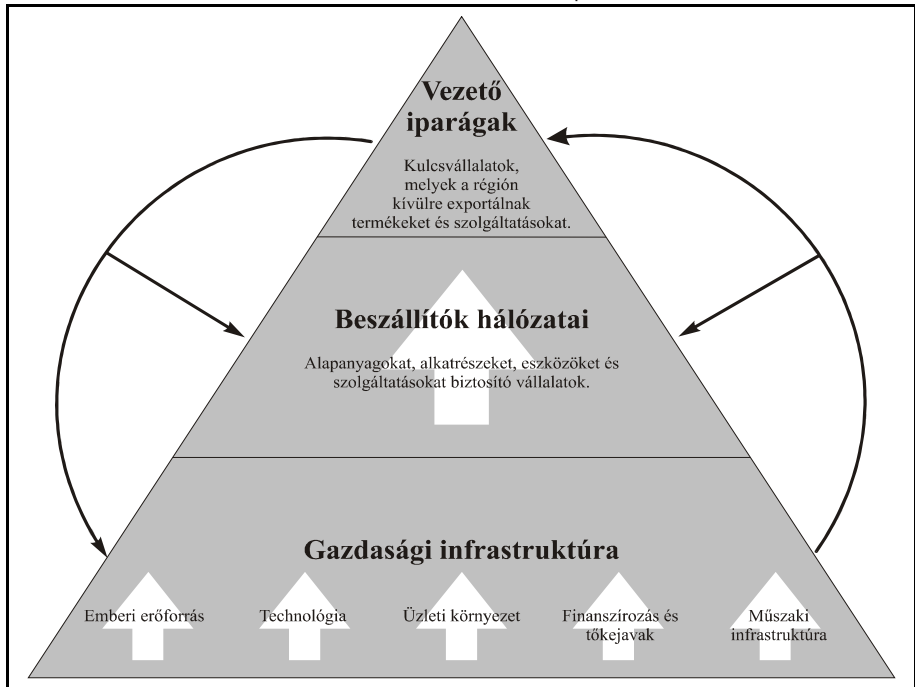 Vezető
iparágak
Kulcsvállalatok,
melyek a régión
kívülre exportálnak
termékeket és szolgáltatásokat.
Beszállítók hálózatai
Alapanyagokat, alkatrészeket, eszközöket és
szolgáltatásokat biztosító vállalatok.
Gazdasági infrastruktúra
Emberi erőforrás
Technológia
Üzleti környezet
Finanszírozás és
tőkejavak
Műszaki
infrastruktúra